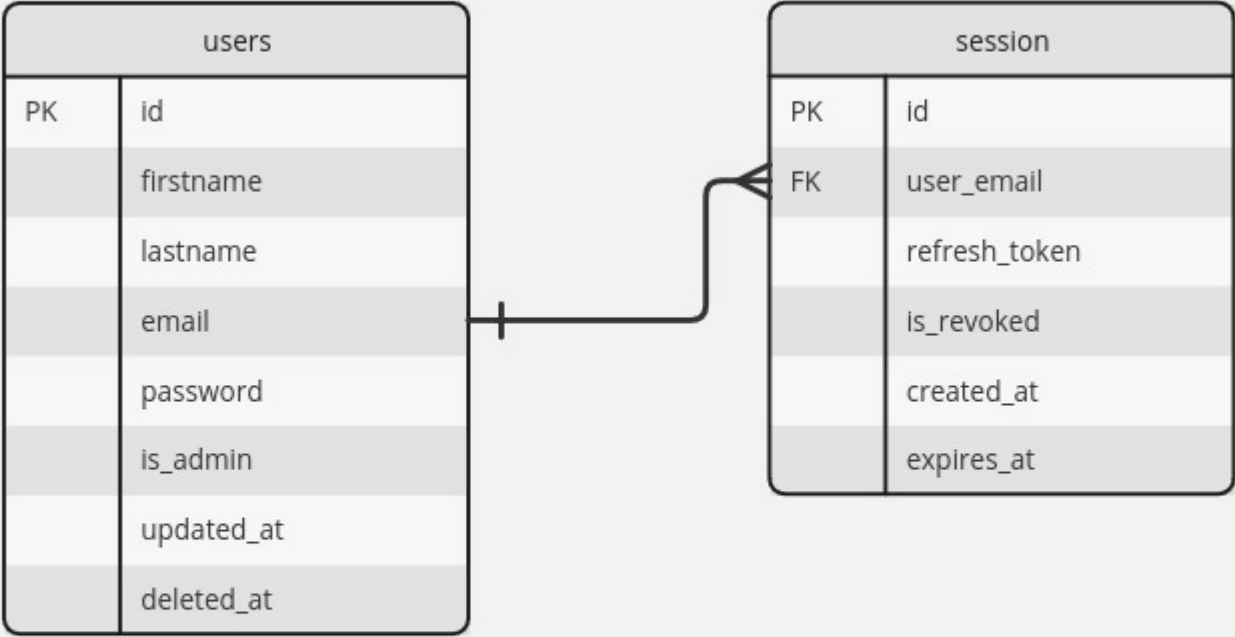 users
PK id
firstname
lastname
email
password
is_admin
updated_at
deleted_at
session
PK id
FK user_email
refresh_token
is_revoked
created_at
expires_at